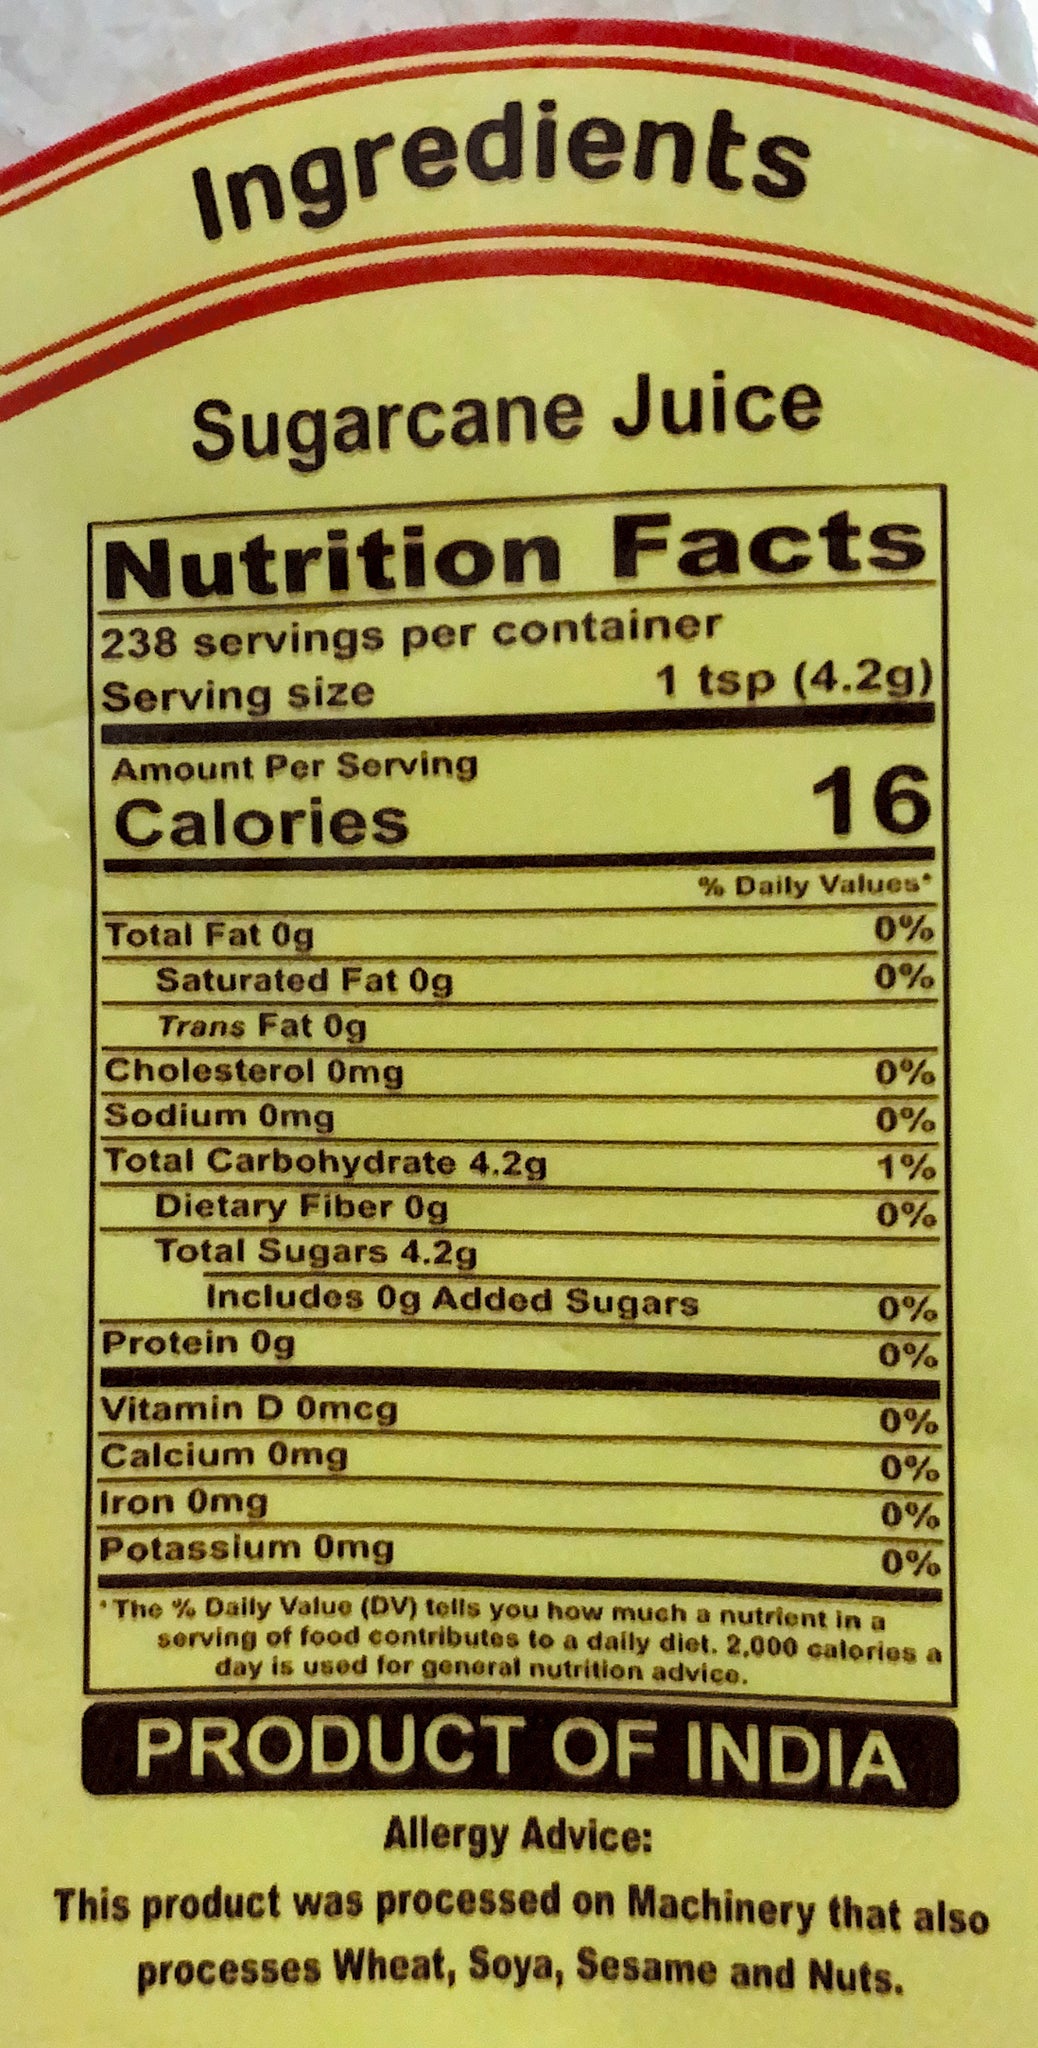 Ingredients
Sugarcane Juice
Nutrition Facts
238 servings per container
Serving size 1 tsp (4.2g)
Amount Per Serving
Calories 16
% Daily Values*
Total Fat 0g 0%
Saturated Fat 0g 0%
Trans Fat 0g
Cholesterol 0mg 0%
Sodium 0mg 0%
Total Carbohydrate 4.2g 1%
Dietary Fiber 0g 0%
Total Sugars 4.2g
Includes 0g Added Sugars 0%
Protein 0g 0%
Vitamin D 0mcg 0%
Calcium 0mg 0%
Iron 0mg 0%
Potassium 0mg 0%
* The % Daily Value (DV) tells you how much a nutrient in a
serving of food contributes to a daily diet. 2,000 calories a
day is used for general nutrition advice.
PRODUCT OF INDIA
Allergy Advice:
This product was processed on Machinery that also
processes Wheat, Soya, Sesame and Nuts.